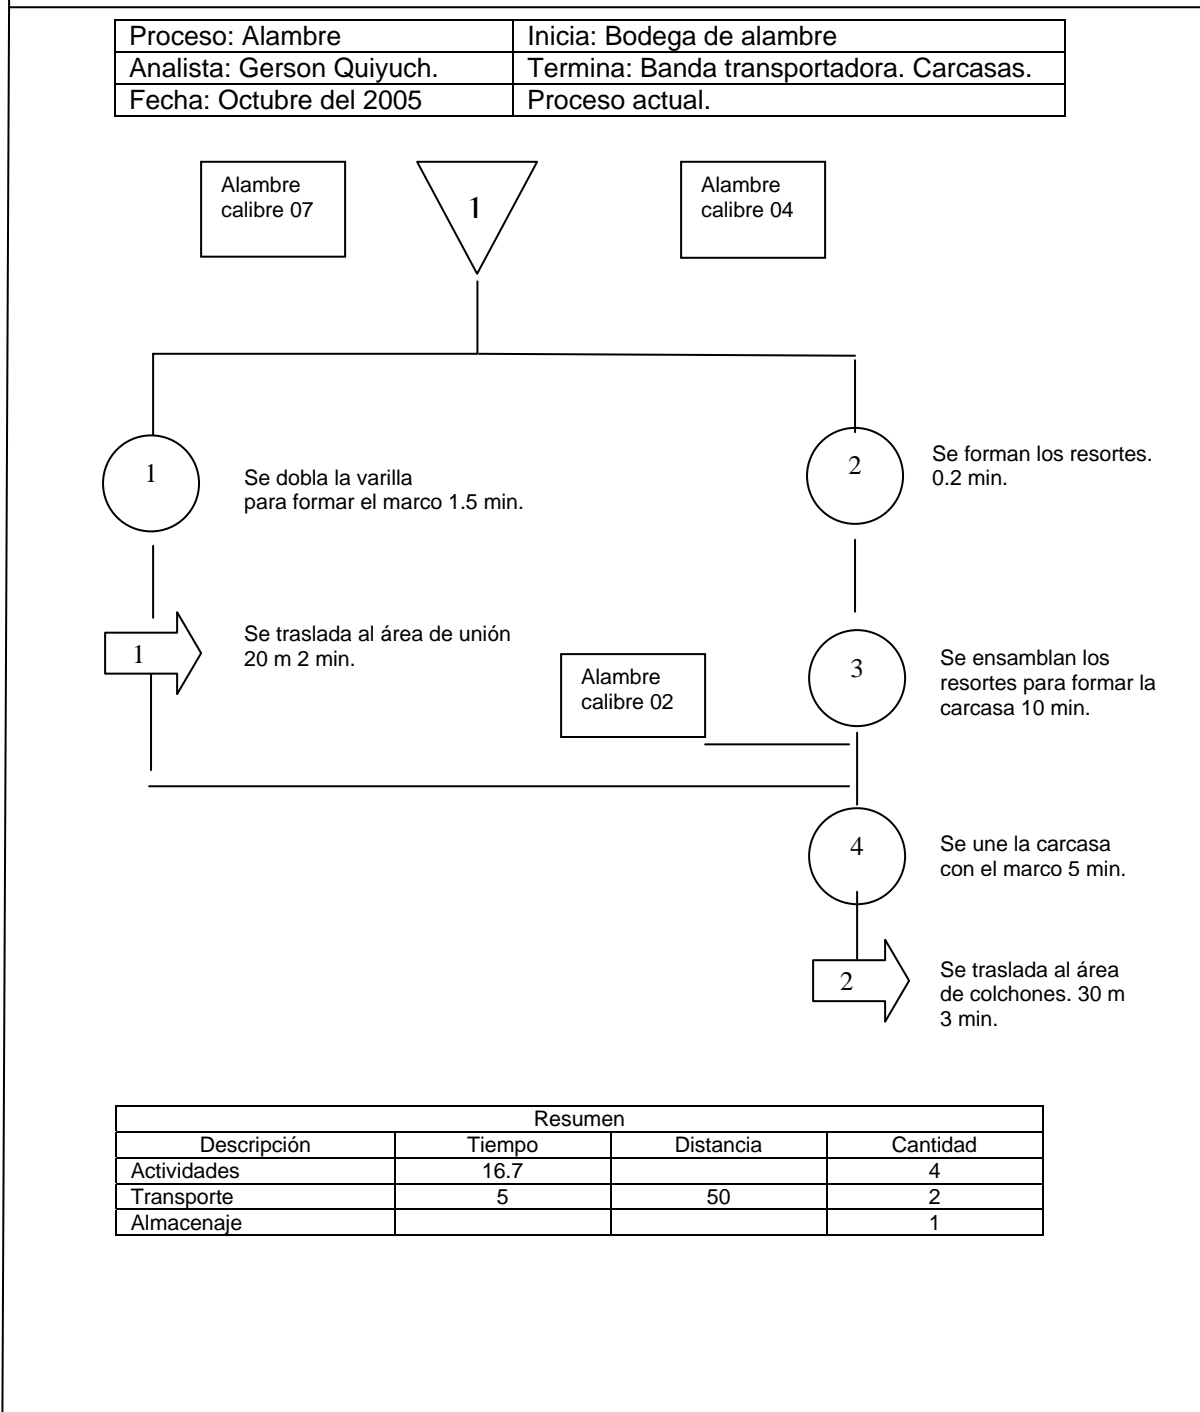 Proceso: Alambre
Inicia: Bodega de alambre
Analista: Gerson Quiyuch.
Termina: Banda transportadora. Carcasas.
Fecha: Octubre del 2005
Proceso actual.
Alambre
calibre 07
1
Alambre
calibre 04
1
Se dobla la varilla
para formar el marco 1.5 min.
2
Se forman los resortes.
0.2 min.
1
Se traslada al área de unión
20 m 2 min.
Alambre
calibre 02
3
Se ensamblan los
resortes para formar la
carcasa 10 min.
4
Se une la carcasa
con el marco 5 min.
2
Se traslada al área
de colchones. 30 m
3 min.
Resumen
Descripción Tiempo Distancia Cantidad
Actividades 16.7 4
Transporte 5 50 2
Almacenaje 1